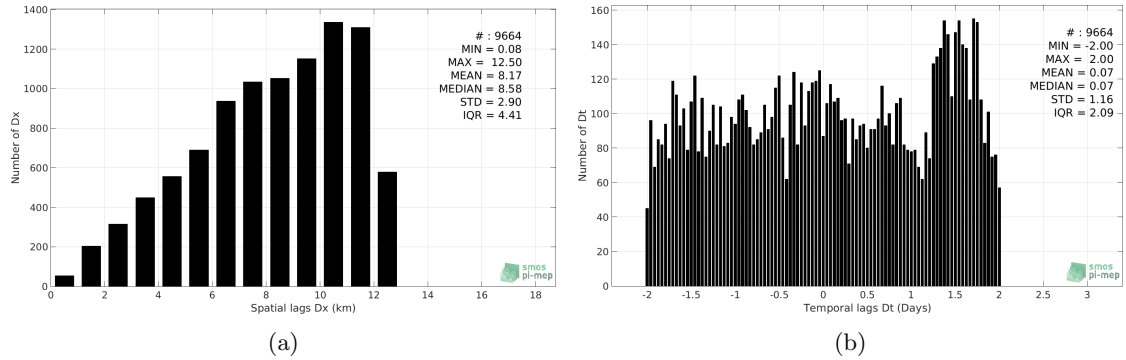 1400
1200
1000
800
600
400
200
0
Number of Dx
0 2 4 6 8 10 12 14 16 18
Spatial lags Dx (km)
# : 9664
MIN = 0.08
MAX = 12.50
MEAN = 8.17
MEDIAN = 8.58
STD = 2.90
IQR = 4.41
smos
pi-mep
(a)
160
140
120
100
80
60
40
20
0
Number of Dt
-2 -1.5 -1 -0.5 0 0.5 1 1.5 2 2.5 3
Temporal lags Dt (Days)
# : 9664
MIN = -2.00
MAX = 2.00
MEAN = 0.07
MEDIAN = 0.07
STD = 1.16
IQR = 2.09
smos
pi-mep
(b)